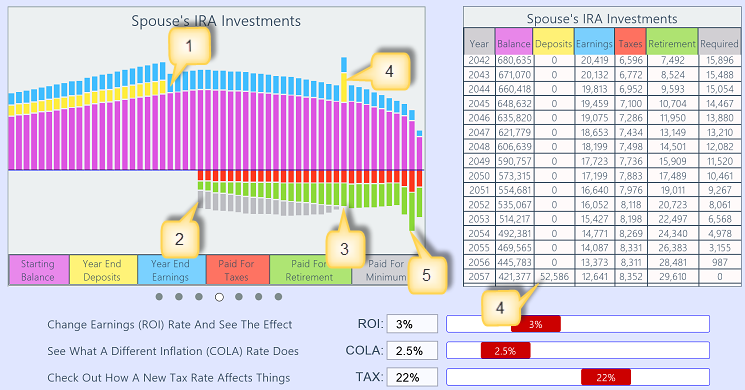 Spouse's IRA Investments
1
4
2
3
5
Starting Balance
Year End Deposits
Year End Earnings
Paid For Taxes
Paid For Retirement
Paid For Minimum
Spouse's IRA Investments
Year Balance Deposits Earnings Taxes Retirement Required
2042 680,635 0 20,419 6,596 7,492 15,896
2043 671,070 0 20,132 6,772 8,524 15,488
2044 660,418 0 19,813 6,952 9,593 15,054
2045 648,632 0 19,459 7,100 10,704 14,467
2046 635,820 0 19,075 7,286 11,950 13,880
2047 621,779 0 18,653 7,434 13,149 13,210
2048 606,639 0 18,199 7,498 14,501 12,082
2049 590,757 0 17,723 7,736 15,909 11,520
2050 573,315 0 17,199 7,883 17,489 10,461
2051 554,681 0 16,640 7,976 19,011 9,267
2052 535,067 0 16,052 8,118 20,723 8,061
2053 514,217 0 15,427 8,198 22,497 6,568
2054 492,381 0 14,771 8,269 24,340 4,978
2055 469,565 0 14,087 8,331 26,383 3,155
2056 445,783 0 13,373 8,311 28,481 987
2057 421,377 52,586 12,641 8,352 29,610 0
4
Change Earnings (ROI) Rate And See The Effect ROI: 3% 3%
See What A Different Inflation (COLA) Rate Does COLA: 2.5% 2.5%
Check Out How A New Tax Rate Affects Things TAX: 22% 22%